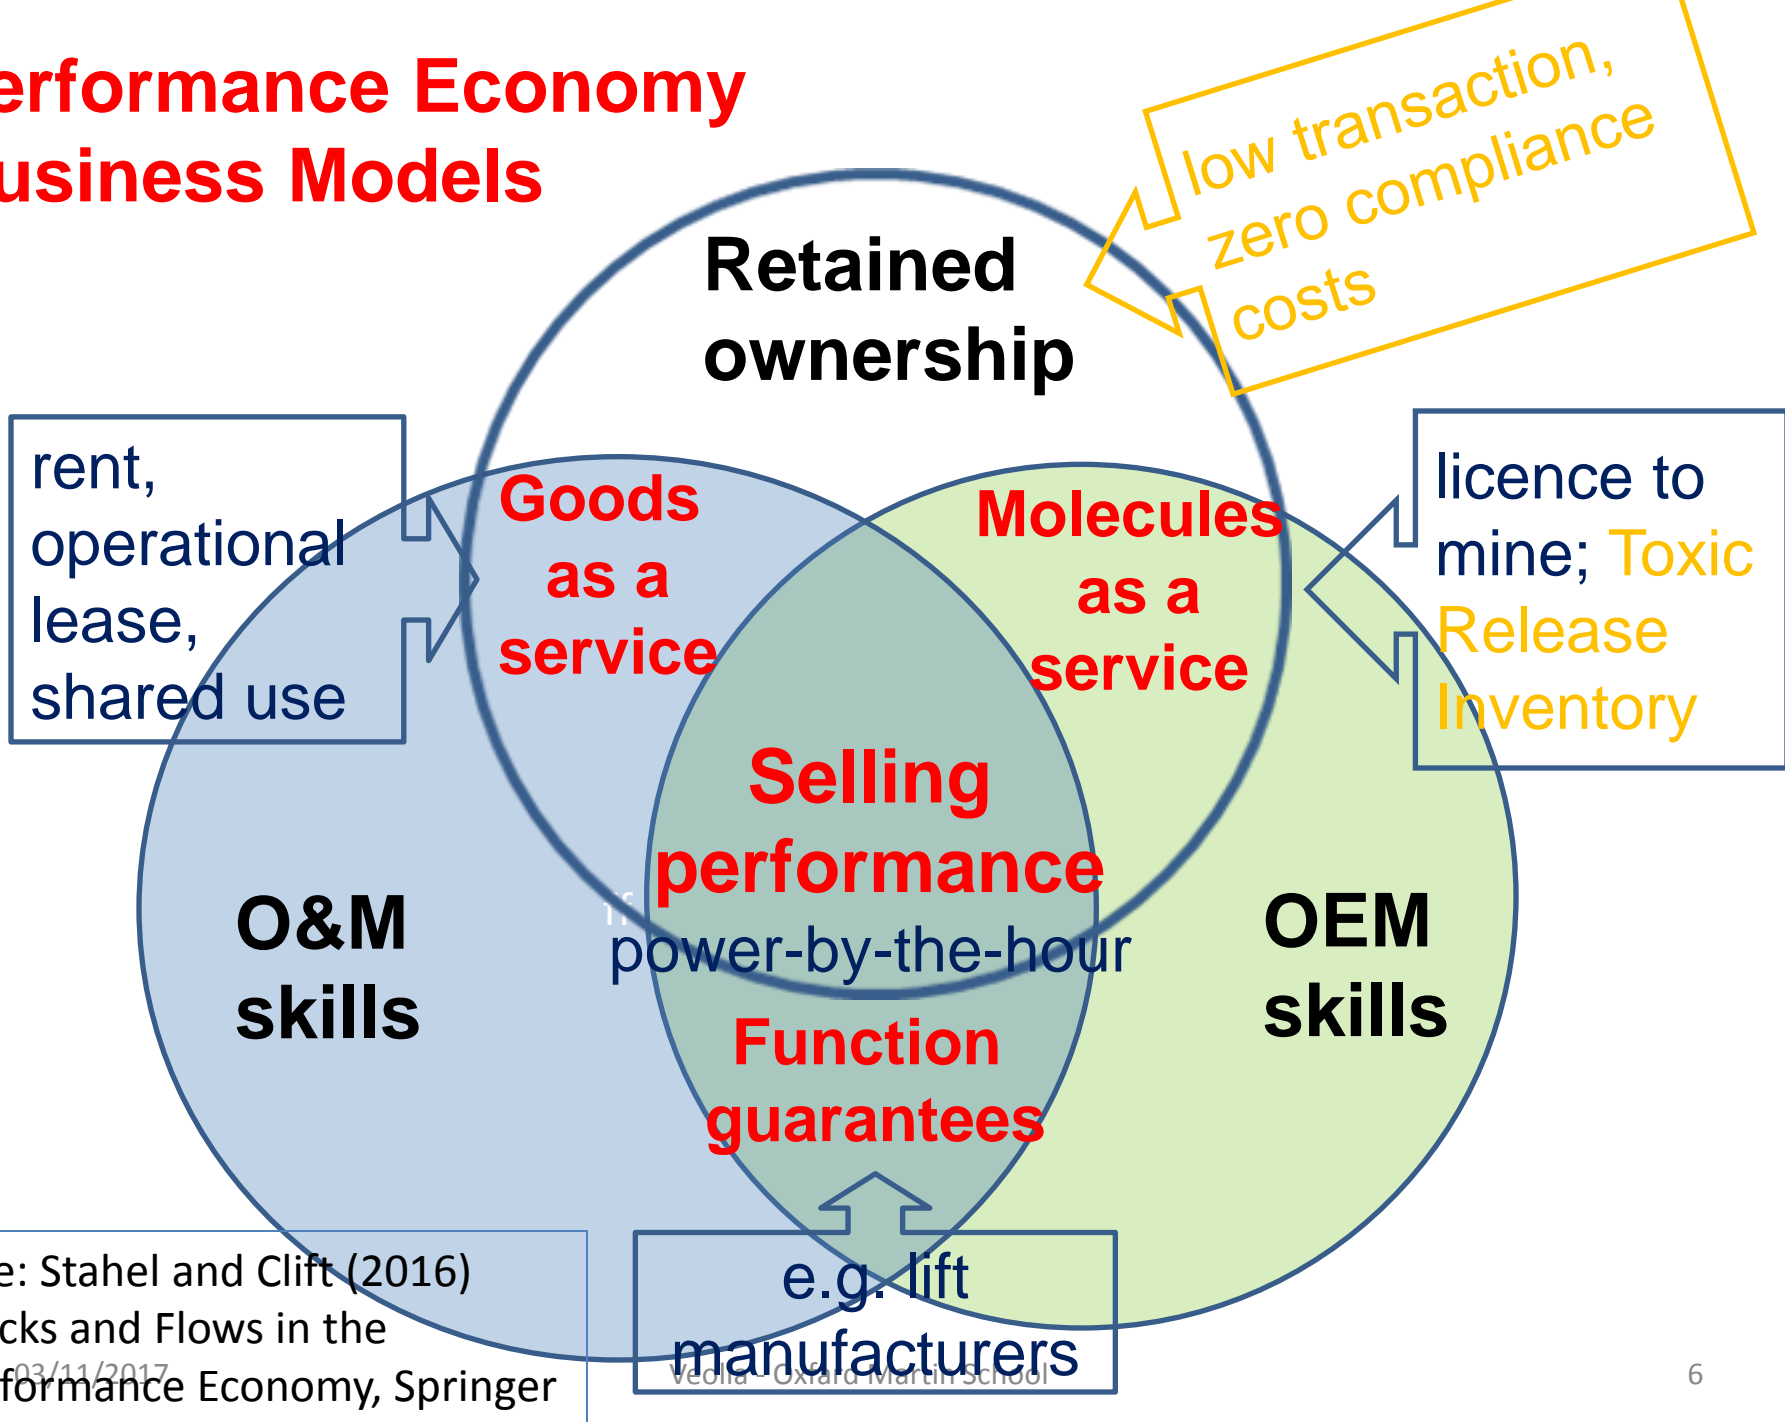 erformance Economy
usiness Models
low transaction,
zero compliance
costs
Retained
ownership
rent,
operational
lease,
shared use
Goods
as a
service
Molecules
as a
service
licence to
mine; Toxic
Release
Inventory
Selling
performance
power-by-the-hour
O&M
skills
OEM
skills
Function
guarantees
e.g. lift
manufacturers
e: Stahel and Clift (2016)
cks and Flows in the
formance Economy, Springer
03/11/2017
Veolia - Oxfard Martin School
6